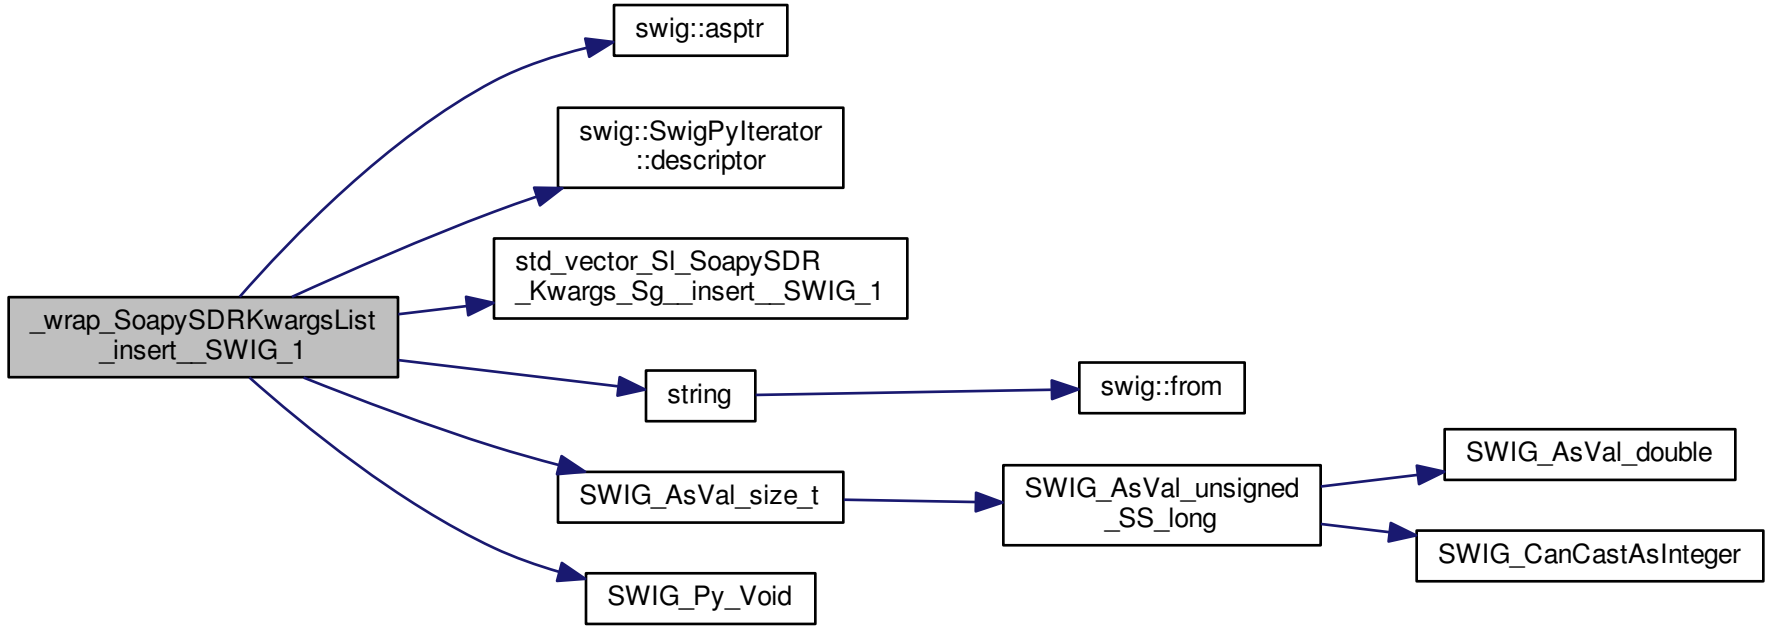 swig::asptr
swig::SwigPyIterator
::descriptor
std_vector_Sl_SoapySDR
_Kwargs_Sg__insert__SWIG_1
_wrap_SoapySDRKwargsList
_insert__SWIG_1
string
swig::from
SWIG_AsVal_size_t
SWIG_AsVal_unsigned
_SS_long
SWIG_AsVal_double
SWIG_CanCastAsInteger
SWIG_Py_Void